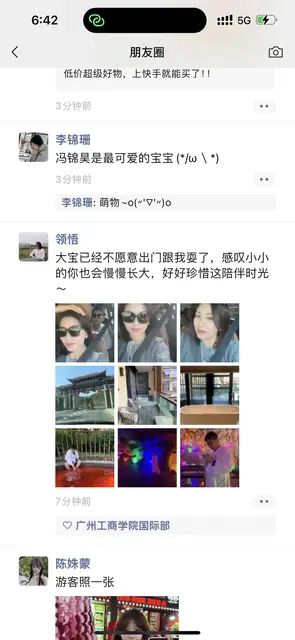 6:42
5G
朋友圈
低价超级好物，上快手就能买了!!
3分钟前
李锦珊
冯锦昊是最可爱的宝宝(*/ω＼*)
3分钟前
李锦珊: 萌物~o(〃'▽'〃)o
领悟
大宝已经不愿意出门跟我耍了，感叹小小
的你也会慢慢长大，好好珍惜这陪伴时光
～
7分钟前
广州工商学院国际部
陈姝蒙
游客照一张